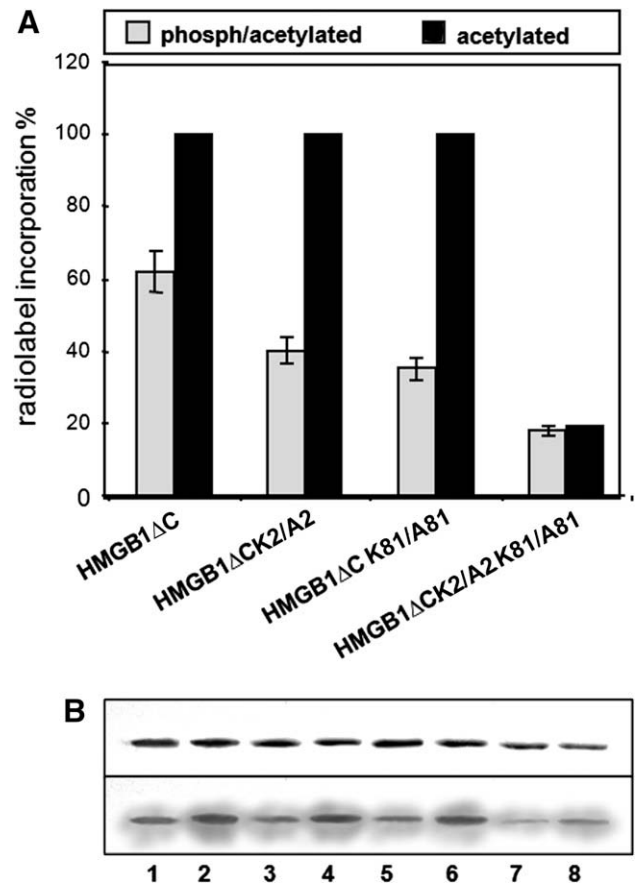 A
phosph/acetylated acetylated
120
100
80
60
40
20
0
radiolabel incorporation %
HMGB1ΔC
HMGB1ΔCK2/A2
HMGB1ΔC K81/A81
HMGB1ΔCK2/A2 K81/A81
B
1 2 3 4 5 6 7 8